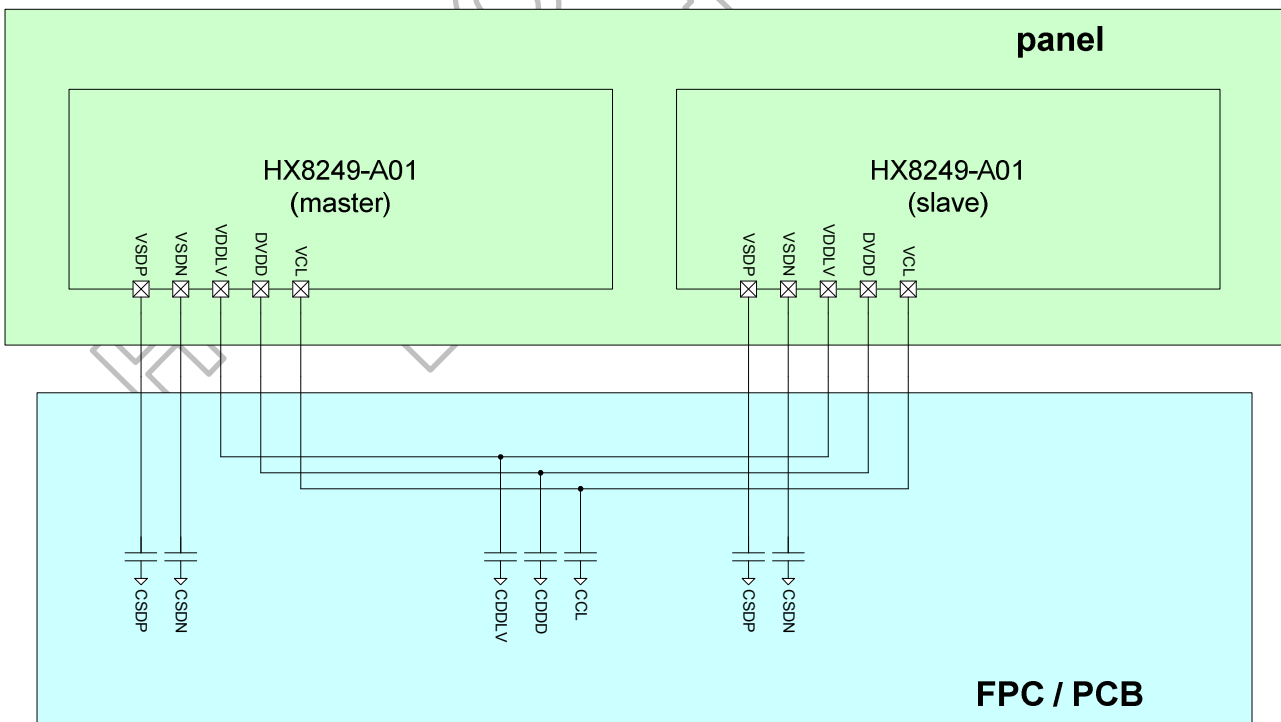 panel
HX8249-A01
(master)
HX8249-A01
(slave)
VSDP
VSDN
VDDLV
DVDD
VCL
VSDP
VSDN
VDDLV
DVDD
VCL
CSDP
CSDN
CDDLV
CDDD
CCL
CSDP
CSDN
FPC / PCB